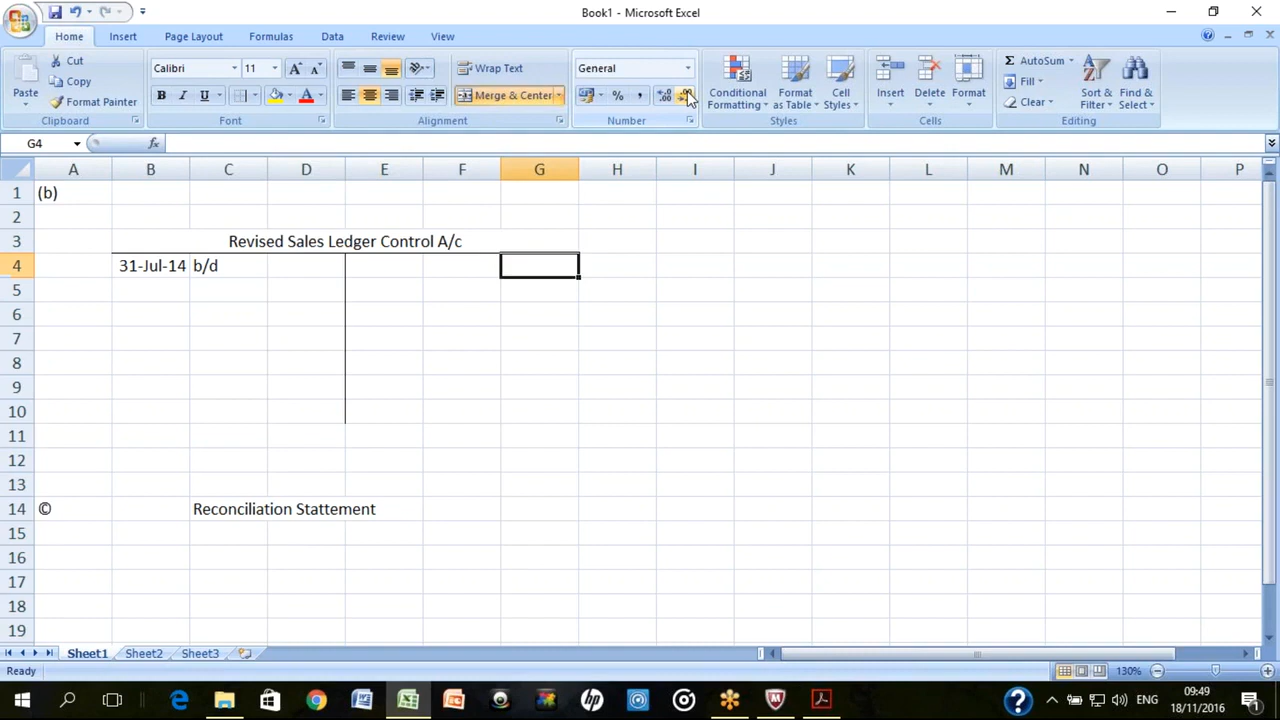 Book1 - Microsoft Excel
Home Insert Page Layout Formulas Data Review View
Paste
Cut
Copy
Format Painter
Clipboard
Calibri 11
B I U
Font
Wrap Text
Merge & Center
Alignment
General
%
Number
Conditional Formatting
Format as Table
Cell Styles
Styles
Insert
Delete
Format
Cells
Σ AutoSum
Fill
Clear
Sort & Filter
Find & Select
Editing
G4 fx
A B C D E F G H I J K L M N O P
1 (b)
2
3 Revised Sales Ledger Control A/c
4 31-Jul-14 b/d
5
6
7
8
9
10
11
12
13
14 © Reconciliation Stattement
15
16
17
18
19
Sheet1 Sheet2 Sheet3
Ready 130%
ENG 09:49
18/11/2016